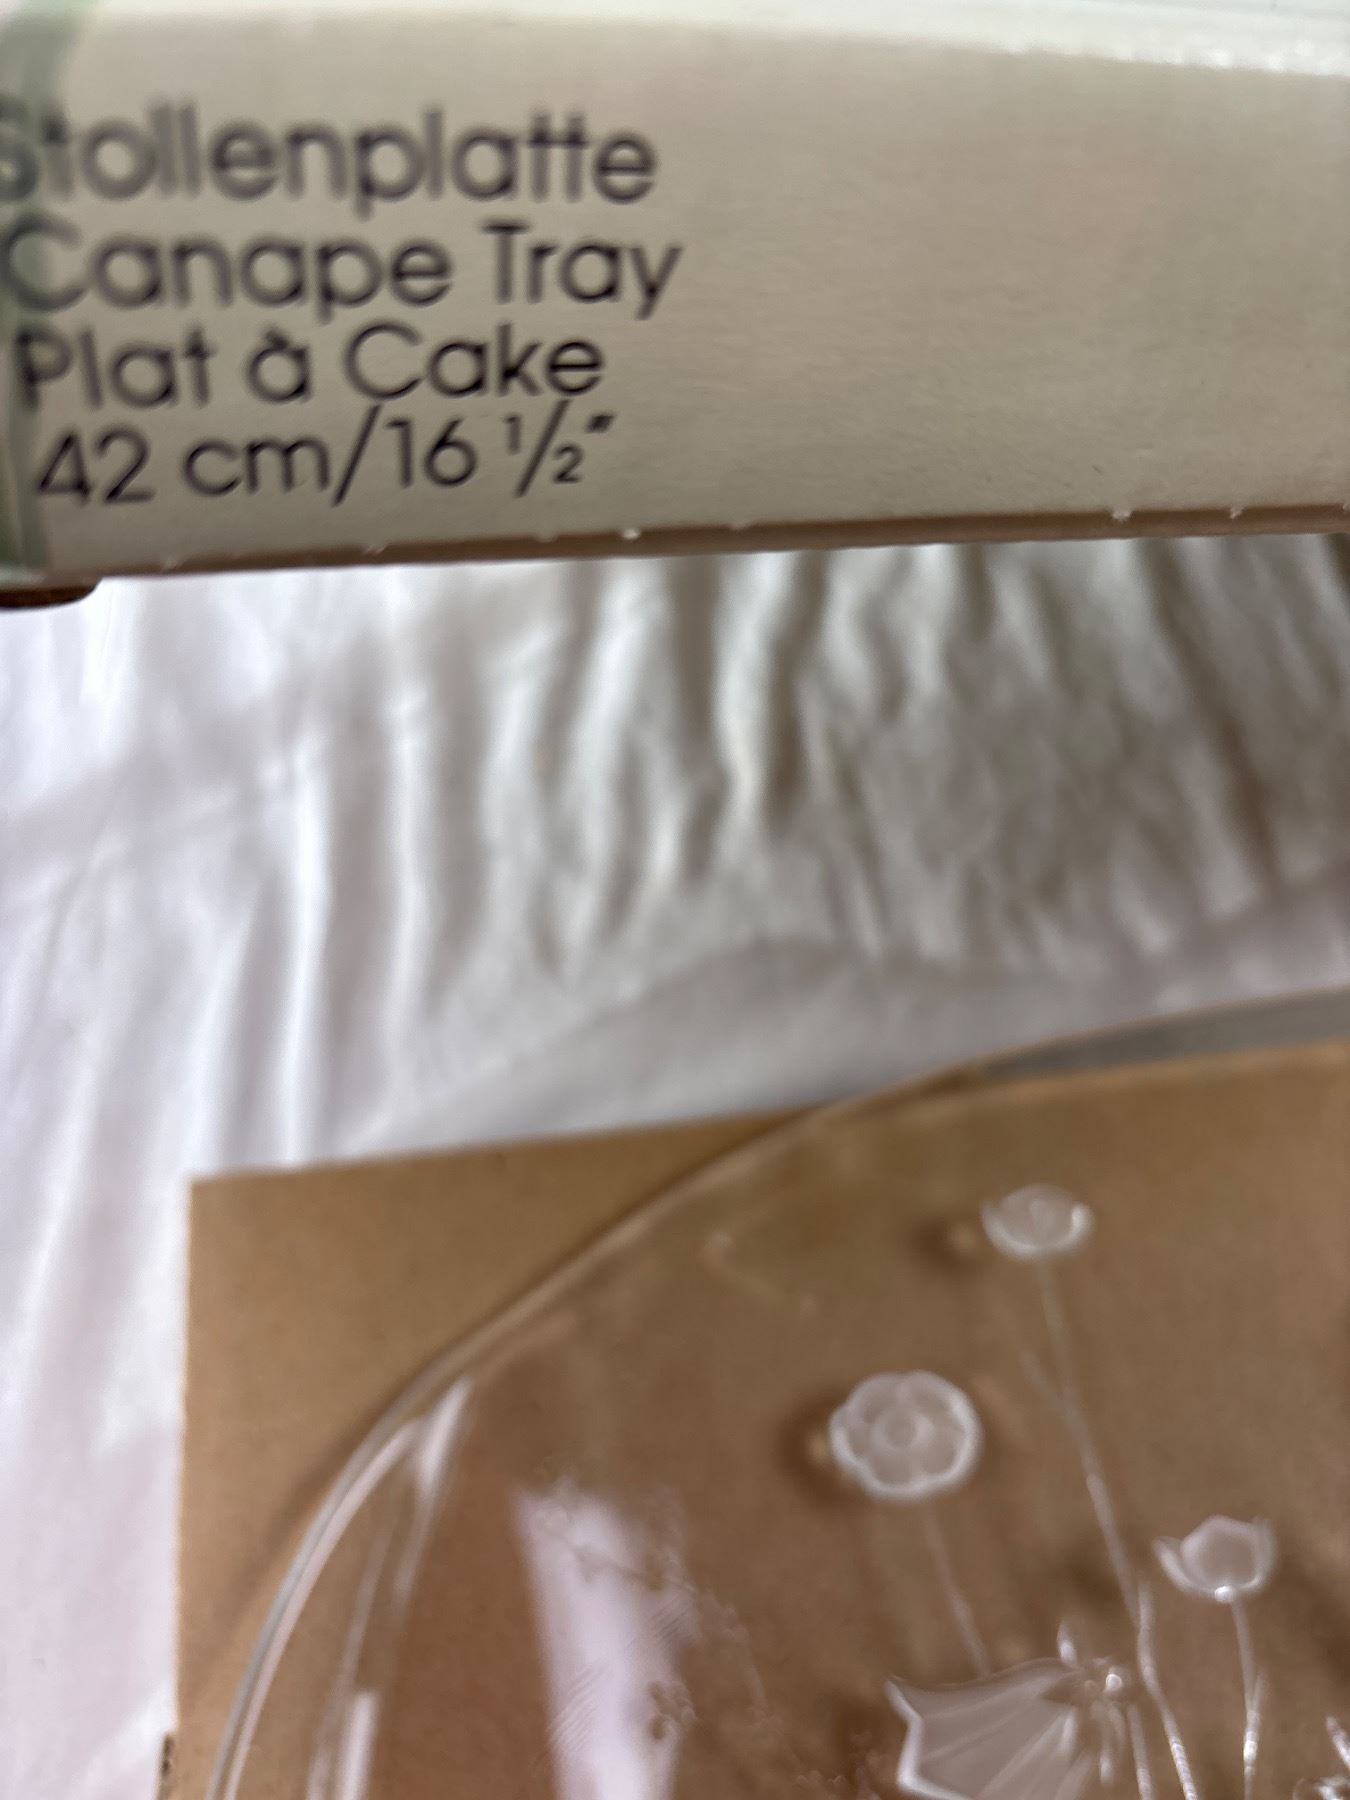 Stollenplatte
Canape Tray
Plat à Cake
42 cm/16 ½"